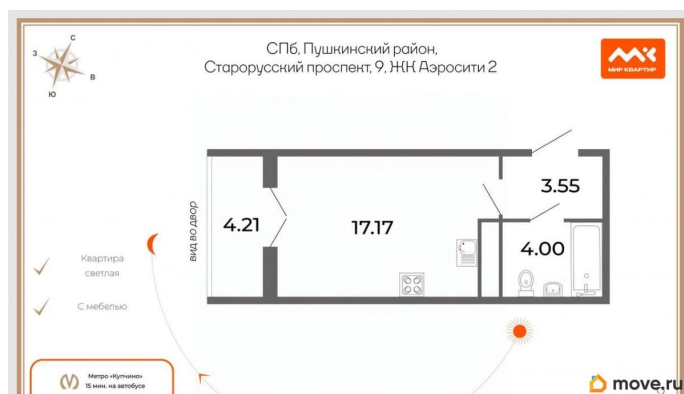 С
З
В
Ю
СПб, Пушкинский район,
Старорусский проспект, 9, ЖК Аэросити 2
МИР КВАРТИР
вид во двор
4.21
17.17
3.55
4.00
Квартира
светлая
С мебелью
Метро «Купчино»
15 мин. на автобусе
move.ru